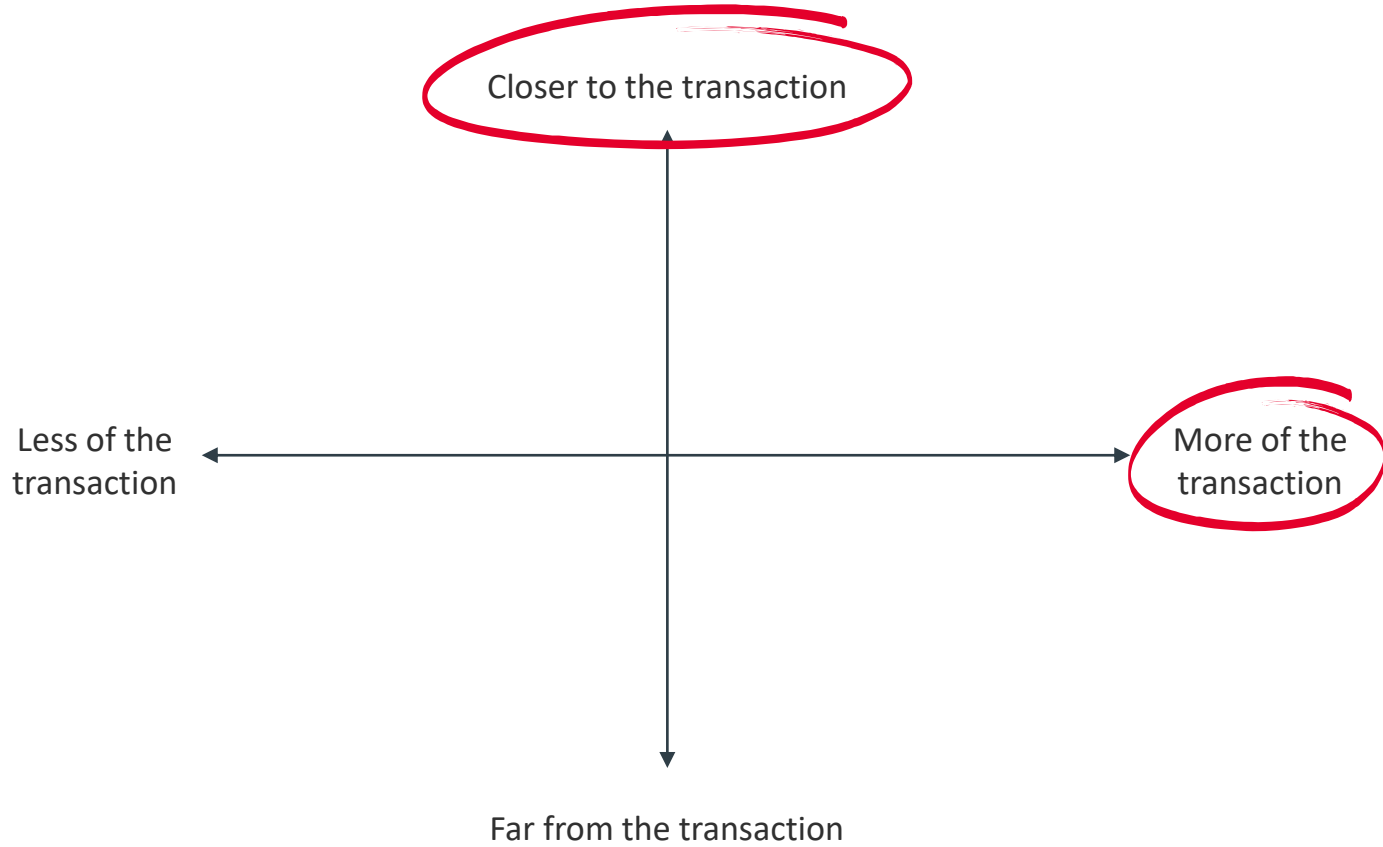 Closer to the transaction
Less of the
transaction
More of the
transaction
Far from the transaction